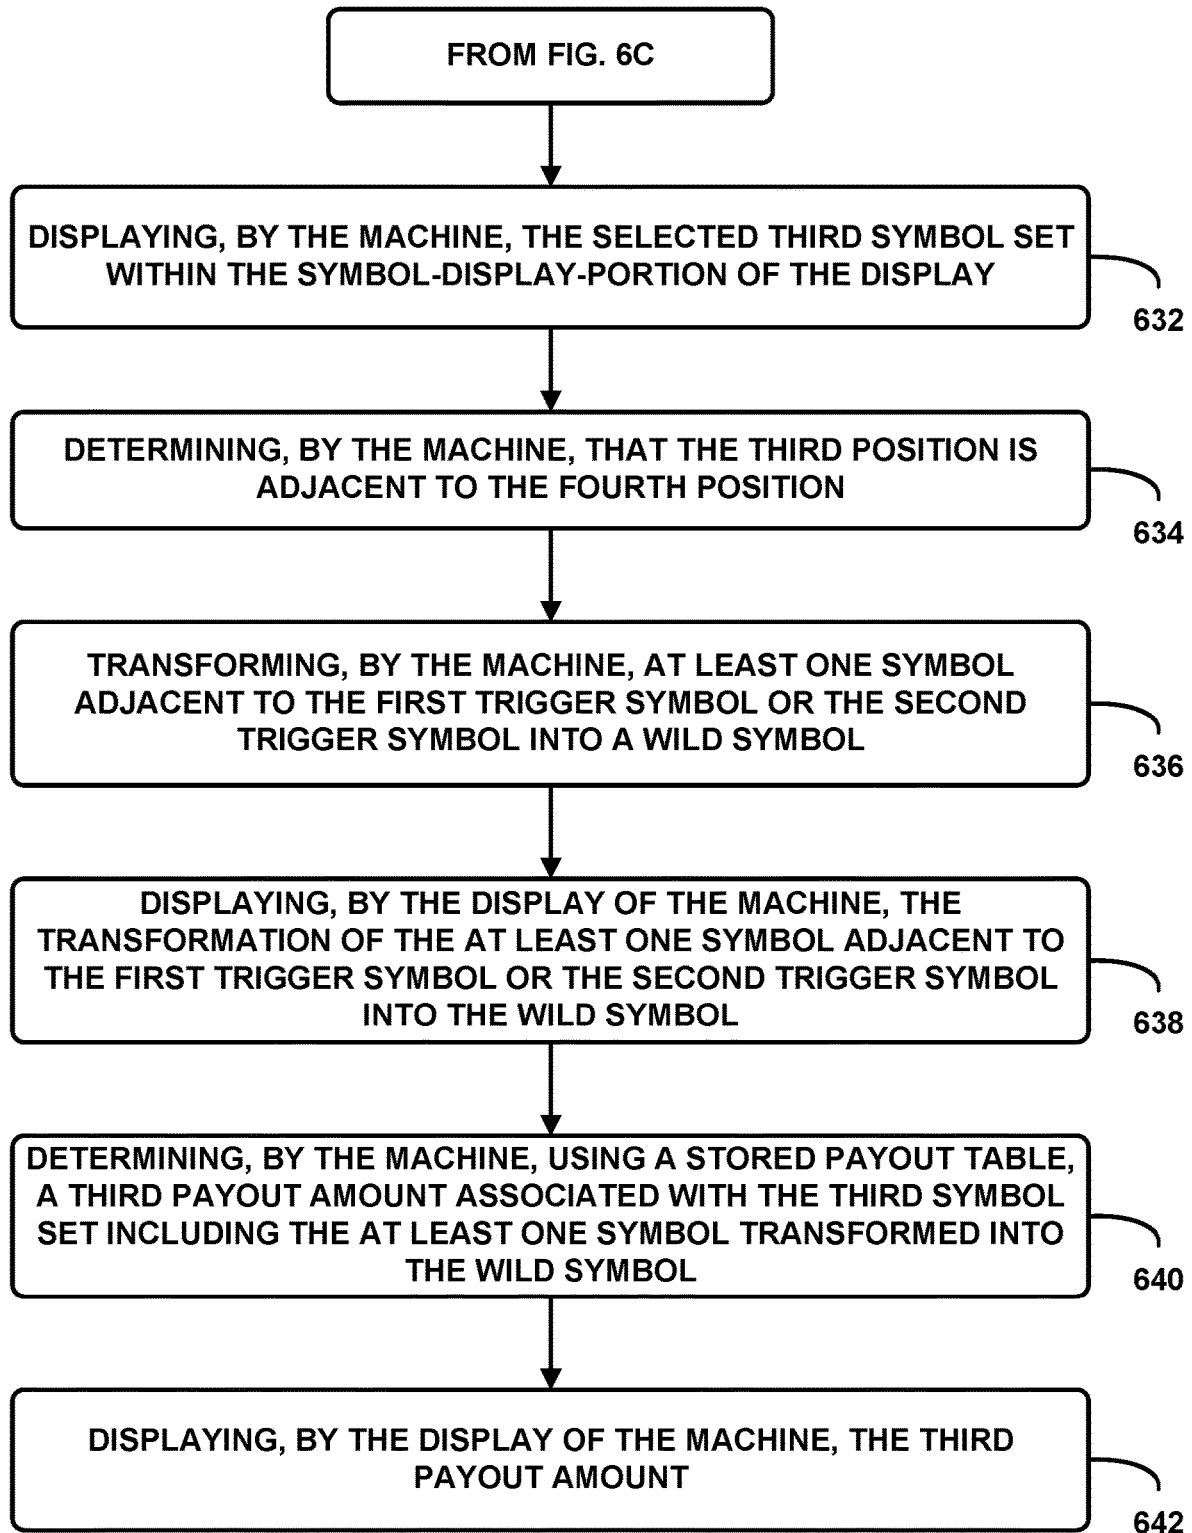 FROM FIG. 6C
DISPLAYING, BY THE MACHINE, THE SELECTED THIRD SYMBOL SET
WITHIN THE SYMBOL-DISPLAY-PORTION OF THE DISPLAY
632
DETERMINING, BY THE MACHINE, THAT THE THIRD POSITION IS
ADJACENT TO THE FOURTH POSITION
634
TRANSFORMING, BY THE MACHINE, AT LEAST ONE SYMBOL
ADJACENT TO THE FIRST TRIGGER SYMBOL OR THE SECOND
TRIGGER SYMBOL INTO A WILD SYMBOL
636
DISPLAYING, BY THE DISPLAY OF THE MACHINE, THE
TRANSFORMATION OF THE AT LEAST ONE SYMBOL ADJACENT TO
THE FIRST TRIGGER SYMBOL OR THE SECOND TRIGGER SYMBOL
INTO THE WILD SYMBOL
638
DETERMINING, BY THE MACHINE, USING A STORED PAYOUT TABLE,
A THIRD PAYOUT AMOUNT ASSOCIATED WITH THE THIRD SYMBOL
SET INCLUDING THE AT LEAST ONE SYMBOL TRANSFORMED INTO
THE WILD SYMBOL
640
DISPLAYING, BY THE DISPLAY OF THE MACHINE, THE THIRD
PAYOUT AMOUNT
642